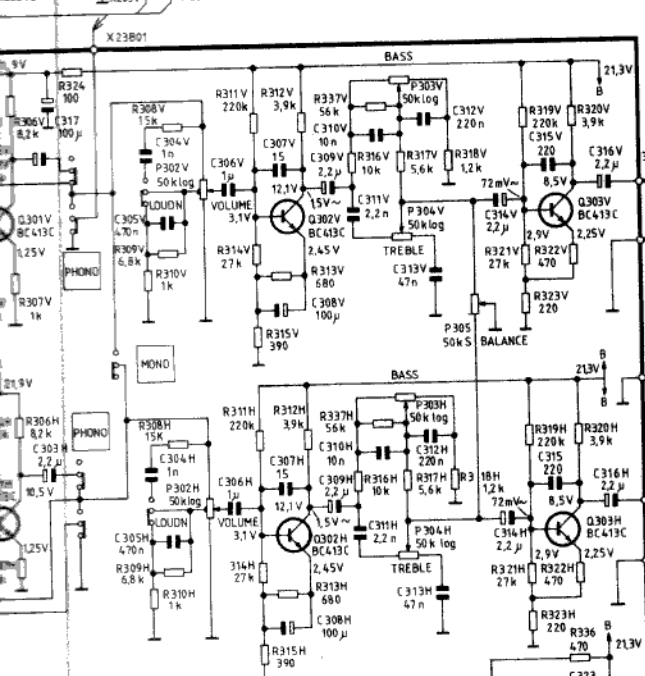 X23B01
BASS
21,9V
R324
100
21,3V
B
R311V
220k
R312V
3,9k
P303V
50k log
R337V
56k
C310V
10n
C312V
220n
R319V
220k
R320V
3,9k
R306V
8,2k
C317
100µ
R308V
15k
C304V
1n
P302V
50k log
C306V
1µ
C307V
15
C309V
2,2µ
R316V
10k
R317V
5,6k
R318V
1,2k
C315V
220
C316V
2,2µ
12,1V
1,5V~
72mV~
8,5V
LOUDN
VOLUME
3,1V
Q301V
BC413C
1,25V
C305V
470n
R309V
6,8k
R310V
1k
Q302V
BC413C
C311V
2,2n
P304V
50k log
TREBLE
C314V
2,2µ
Q303V
BC413C
R314V
27k
2,45V
R313V
680
C313V
47n
2,9V
2,25V
R321V
27k
R322V
470
PHONO
R307V
1k
C308V
100µ
R323V
220
R315V
390
P305
50k S
BALANCE
MONO
BASS
21,3V
B
B
21,9V
R306H
8,2k
PHONO
C303H
2,2µ
10,5V
R308H
15K
R311H
220k
R312H
3,9k
R337H
56k
P303H
50k log
C310H
10n
C312H
220n
R319H
220k
R320H
3,9k
C304H
1n
P302H
50k log
C306H
1µ
C307H
15
C309H
2,2µ
R316H
10k
R317H
5,6k
R318H
1,2k
C315
220
C316H
2,2µ
12,1V
1,5V~
72mV~
8,5V
LOUDN
VOLUME
3,1V
1,25V
C305H
470n
R309H
6,8k
R310H
1k
Q302H
BC413C
C311H
2,2n
P304H
50k log
TREBLE
C314H
2,2µ
Q303H
BC413C
314H
27k
2,45V
R313H
680
C313H
47n
2,9V
2,25V
R321H
27k
R322H
470
C308H
100µ
R323H
220
R315H
390
R336
470
B
21,3V
C323